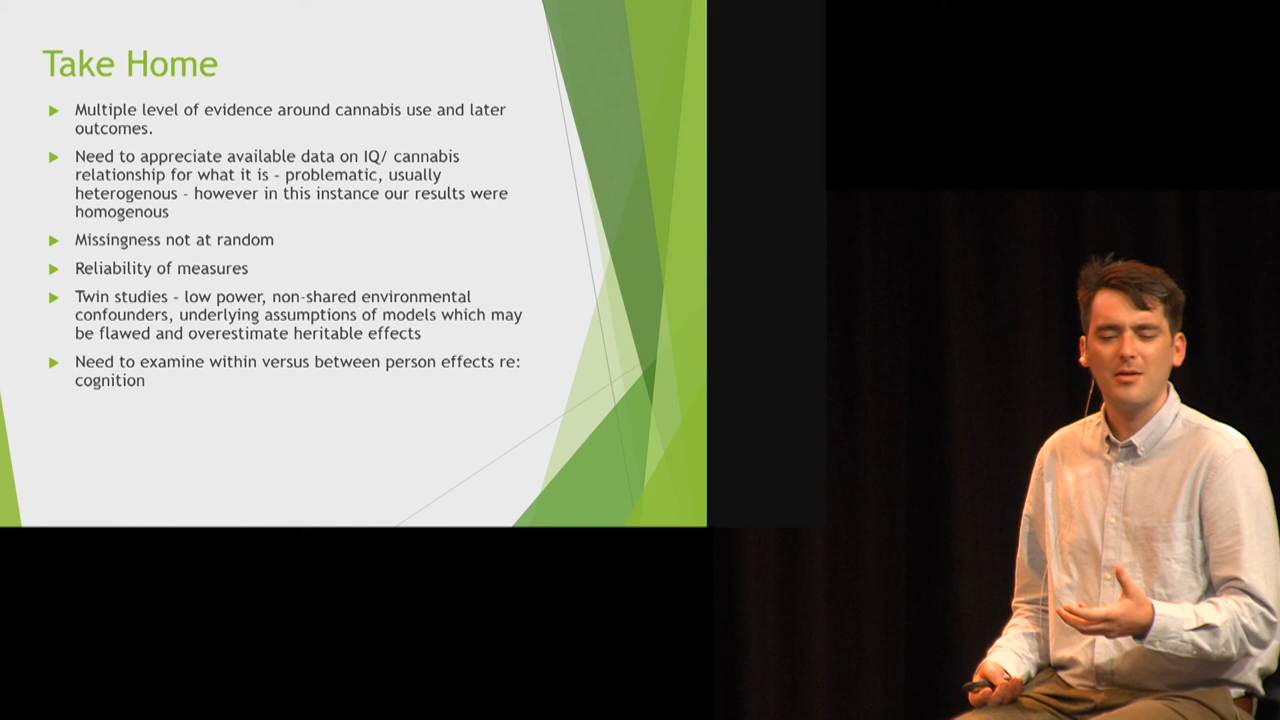 Take Home
Multiple level of evidence around cannabis use and later
outcomes.
Need to appreciate available data on IQ/ cannabis
relationship for what it is - problematic, usually
heterogenous - however in this instance our results were
homogenous
Missingness not at random
Reliability of measures
Twin studies - low power, non-shared environmental
confounders, underlying assumptions of models which may
be flawed and overestimate heritable effects
Need to examine within versus between person effects re:
cognition